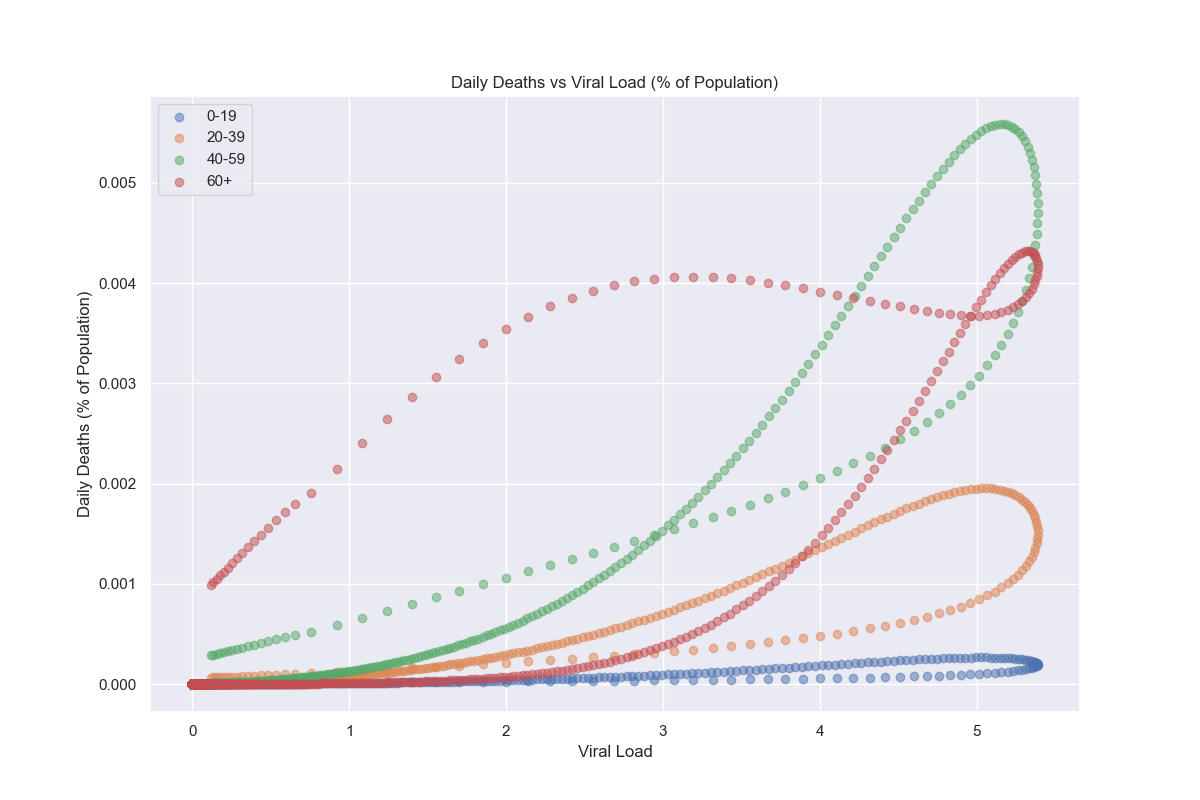 Daily Deaths vs Viral Load (% of Population)
0-19
20-39
40-59
60+
Daily Deaths (% of Population)
0.005
0.004
0.003
0.002
0.001
0.000
0 1 2 3 4 5
Viral Load